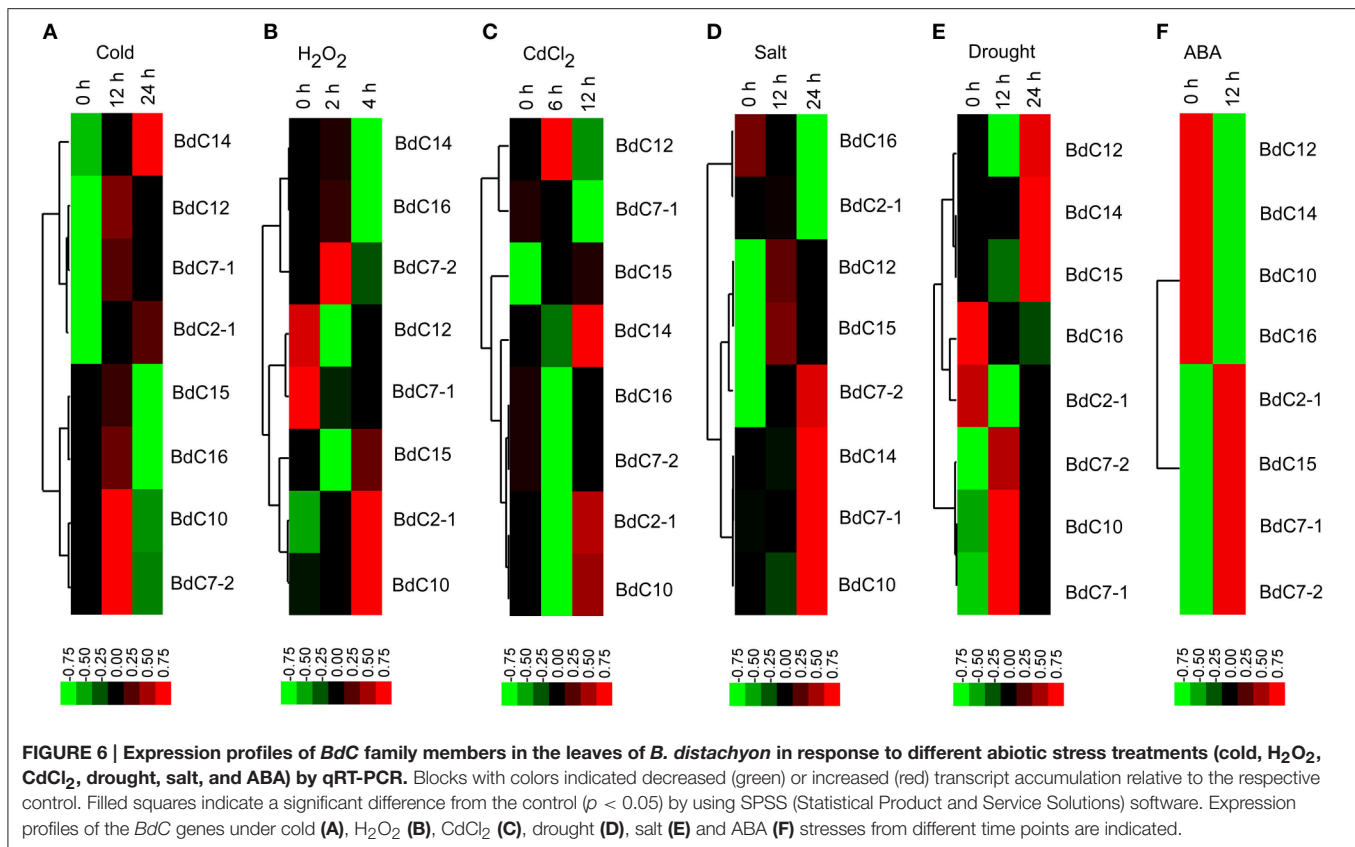 A
Cold
0 h
12 h
24 h
BdC14
BdC12
BdC7-1
BdC2-1
BdC15
BdC16
BdC10
BdC7-2
-0.75
-0.50
-0.25
0.00
0.25
0.50
0.75
B
H₂O₂
0 h
2 h
4 h
BdC14
BdC16
BdC7-2
BdC12
BdC7-1
BdC15
BdC2-1
BdC10
-0.75
-0.50
-0.25
0.00
0.25
0.50
0.75
C
CdCl₂
0 h
6 h
12 h
BdC12
BdC7-1
BdC15
BdC14
BdC16
BdC7-2
BdC2-1
BdC10
-0.75
-0.50
-0.25
0.00
0.25
0.50
0.75
D
Salt
0 h
12 h
24 h
BdC16
BdC2-1
BdC12
BdC15
BdC7-2
BdC14
BdC7-1
BdC10
-0.75
-0.50
-0.25
0.00
0.25
0.50
0.75
E
Drought
0 h
12 h
24 h
BdC12
BdC14
BdC15
BdC16
BdC2-1
BdC7-2
BdC10
BdC7-1
-0.75
-0.50
-0.25
0.00
0.25
0.50
0.75
F
ABA
0 h
12 h
BdC12
BdC14
BdC10
BdC16
BdC2-1
BdC15
BdC7-1
BdC7-2
-0.75
-0.50
-0.25
0.00
0.25
0.50
0.75
FIGURE 6 | Expression profiles of BdC family members in the leaves of B. distachyon in response to different abiotic stress treatments (cold, H₂O₂,
CdCl₂, drought, salt, and ABA) by qRT-PCR. Blocks with colors indicated decreased (green) or increased (red) transcript accumulation relative to the respective
control. Filled squares indicate a significant difference from the control (p < 0.05) by using SPSS (Statistical Product and Service Solutions) software. Expression
profiles of the BdC genes under cold (A), H₂O₂ (B), CdCl₂ (C), drought (D), salt (E) and ABA (F) stresses from different time points are indicated.